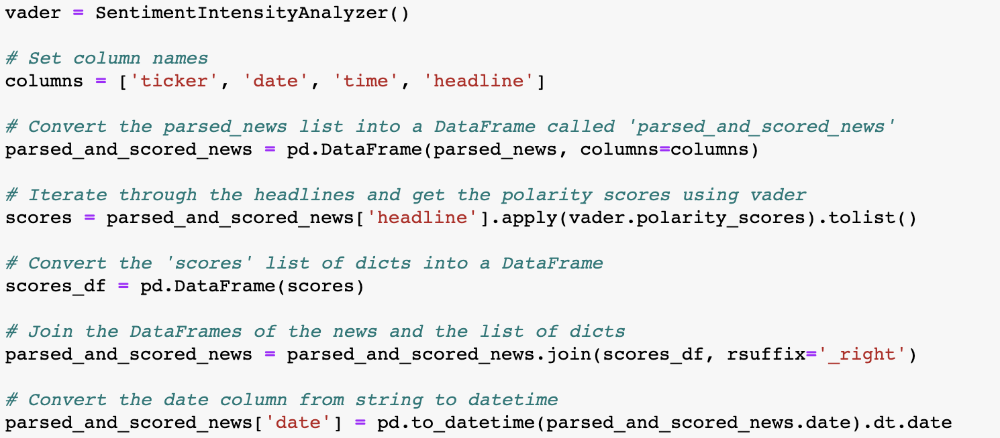 vader = SentimentIntensityAnalyzer()
# Set column names
columns = ['ticker', 'date', 'time', 'headline']
# Convert the parsed_news list into a DataFrame called 'parsed_and_scored_news'
parsed_and_scored_news = pd.DataFrame(parsed_news, columns=columns)
# Iterate through the headlines and get the polarity scores using vader
scores = parsed_and_scored_news['headline'].apply(vader.polarity_scores).tolist()
# Convert the 'scores' list of dicts into a DataFrame
scores_df = pd.DataFrame(scores)
# Join the DataFrames of the news and the list of dicts
parsed_and_scored_news = parsed_and_scored_news.join(scores_df, rsuffix='_right')
# Convert the date column from string to datetime
parsed_and_scored_news['date'] = pd.to_datetime(parsed_and_scored_news.date).dt.date